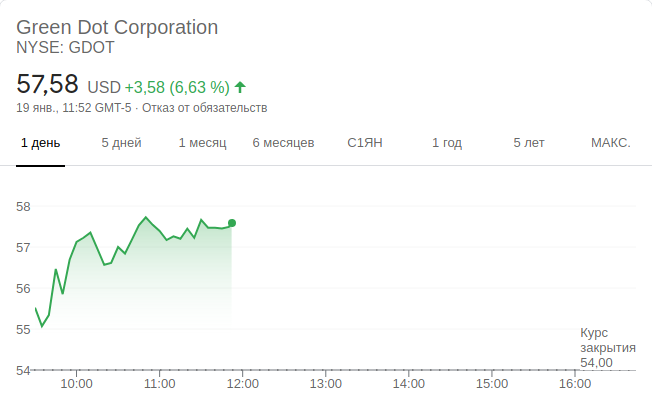 Green Dot Corporation
NYSE: GDOT
57,58 USD +3,58 (6,63 %)
19 янв., 11:52 GMT-5 · Отказ от обязательств
1 день 5 дней 1 месяц 6 месяцев С1ЯН 1 год 5 лет МАКС.
58
57
56
55
54
Курс
закрытия
54,00
10:00 11:00 12:00 13:00 14:00 15:00 16:00